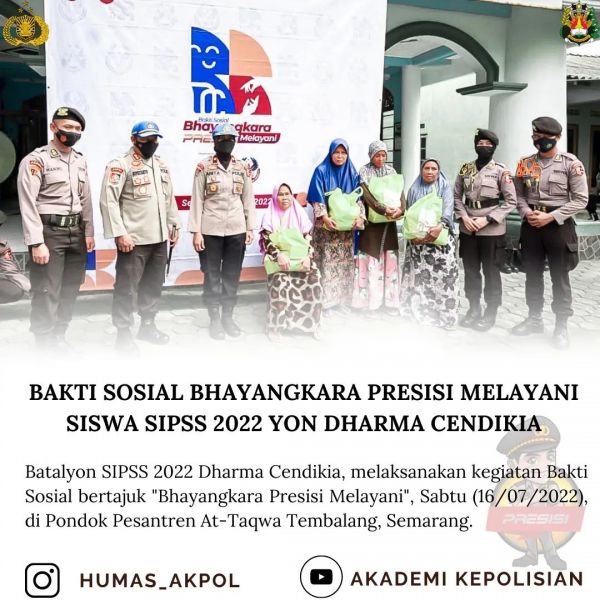 Bakti Sosial
Bhayangkara
PRESISI Melayani
2022
BAKTI SOSIAL BHAYANGKARA PRESISI MELAYANI
SISWA SIPSS 2022 YON DHARMA CENDIKIA
Batalyon SIPSS 2022 Dharma Cendikia, melaksanakan kegiatan Bakti
Sosial bertajuk "Bhayangkara Presisi Melayani", Sabtu (16/07/2022),
di Pondok Pesantren At-Taqwa Tembalang, Semarang.
PRESISI
HUMAS_AKPOL
AKADEMI KEPOLISIAN